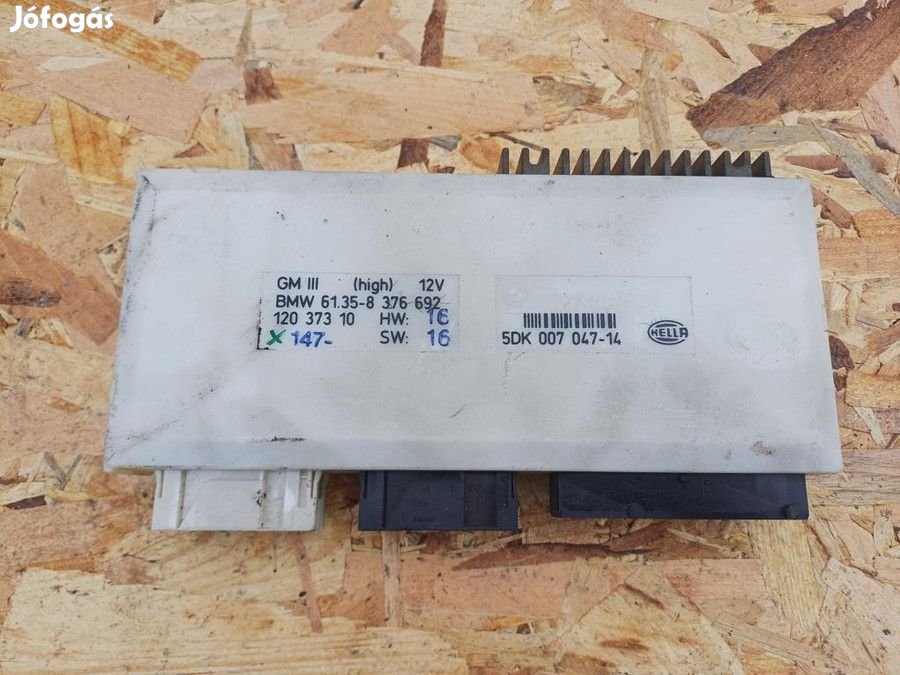 Jófogás
GM III (high) 12V
BMW 61.35-8 376 692
120 373 10 HW: 16
X 147- SW: 16
5DK 007 047-14
HELLA